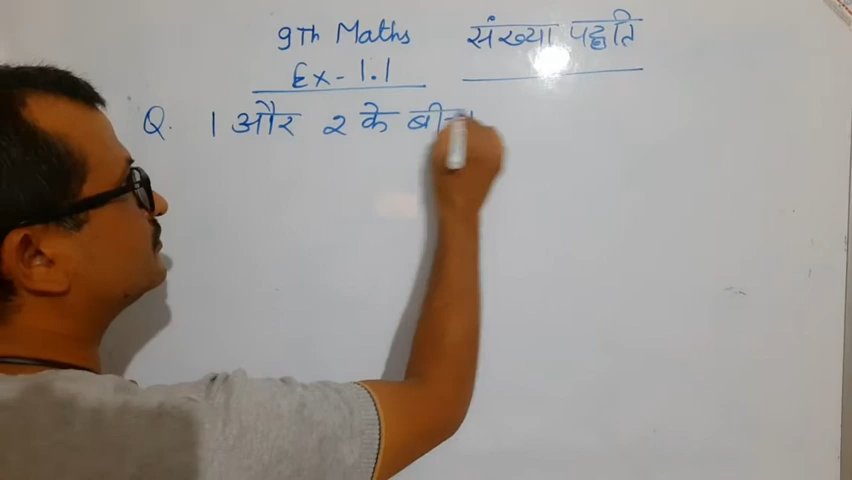 9Th Maths संख्या पद्धति
Ex-1.1
Q. 1 और 2 के बीच